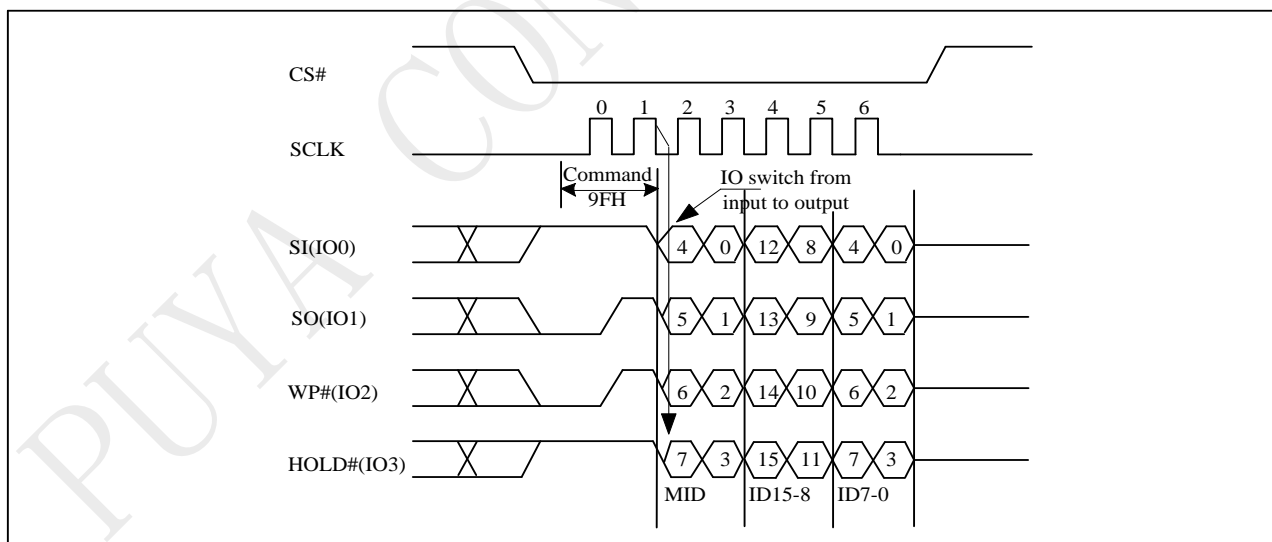 PUYA CON
CS#
0 1 2 3 4 5 6
SCLK
Command
9FH
IO switch from
input to output
SI(IO0)
4 0 12 8 4 0
SO(IO1)
5 1 13 9 5 1
WP#(IO2)
6 2 14 10 6 2
HOLD#(IO3)
7 3 15 11 7 3
MID ID15-8 ID7-0